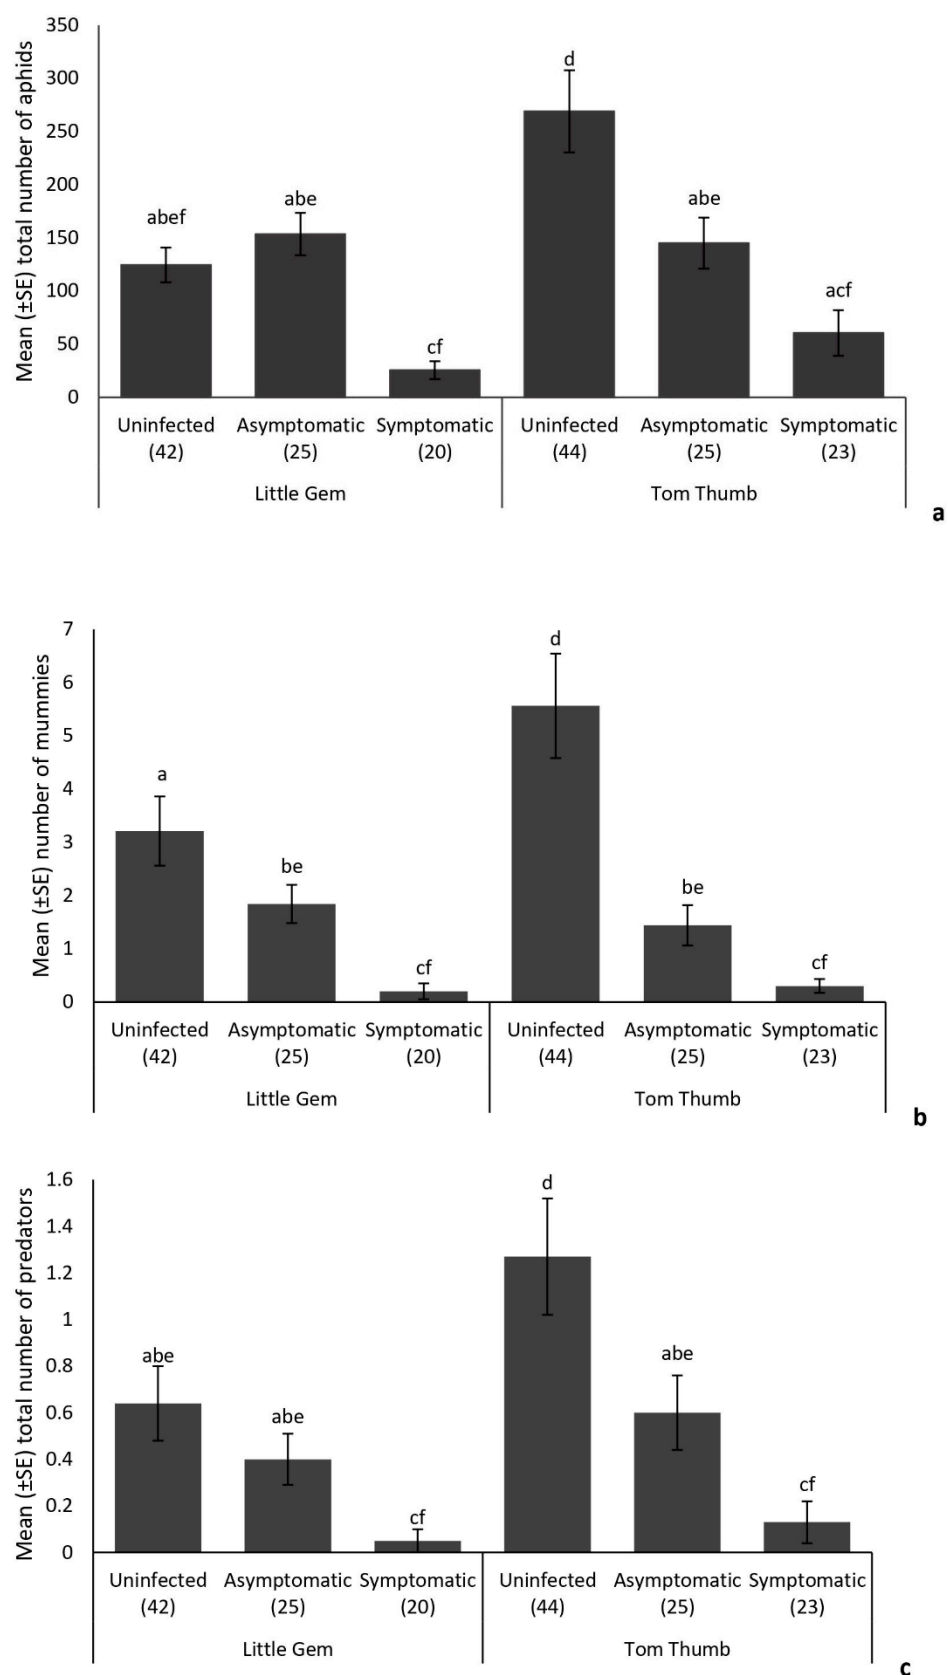 Mean (±SE) total number of aphids
350
300
250
200
150
100
50
0
abef
abe
cf
d
abe
acf
Uninfected Asymptomatic Symptomatic Uninfected Asymptomatic Symptomatic
(42) (25) (20) (44) (25) (23)
Little Gem Tom Thumb
a
Mean (±SE) number of mummies
7
6
5
4
3
2
1
0
a
be
cf
d
be
cf
Uninfected Asymptomatic Symptomatic Uninfected Asymptomatic Symptomatic
(42) (25) (20) (44) (25) (23)
Little Gem Tom Thumb
b
Mean (±SE) total number of predators
1.6
1.4
1.2
1
0.8
0.6
0.4
0.2
0
abe
abe
cf
d
abe
cf
Uninfected Asymptomatic Symptomatic Uninfected Asymptomatic Symptomatic
(42) (25) (20) (44) (25) (23)
Little Gem Tom Thumb
c